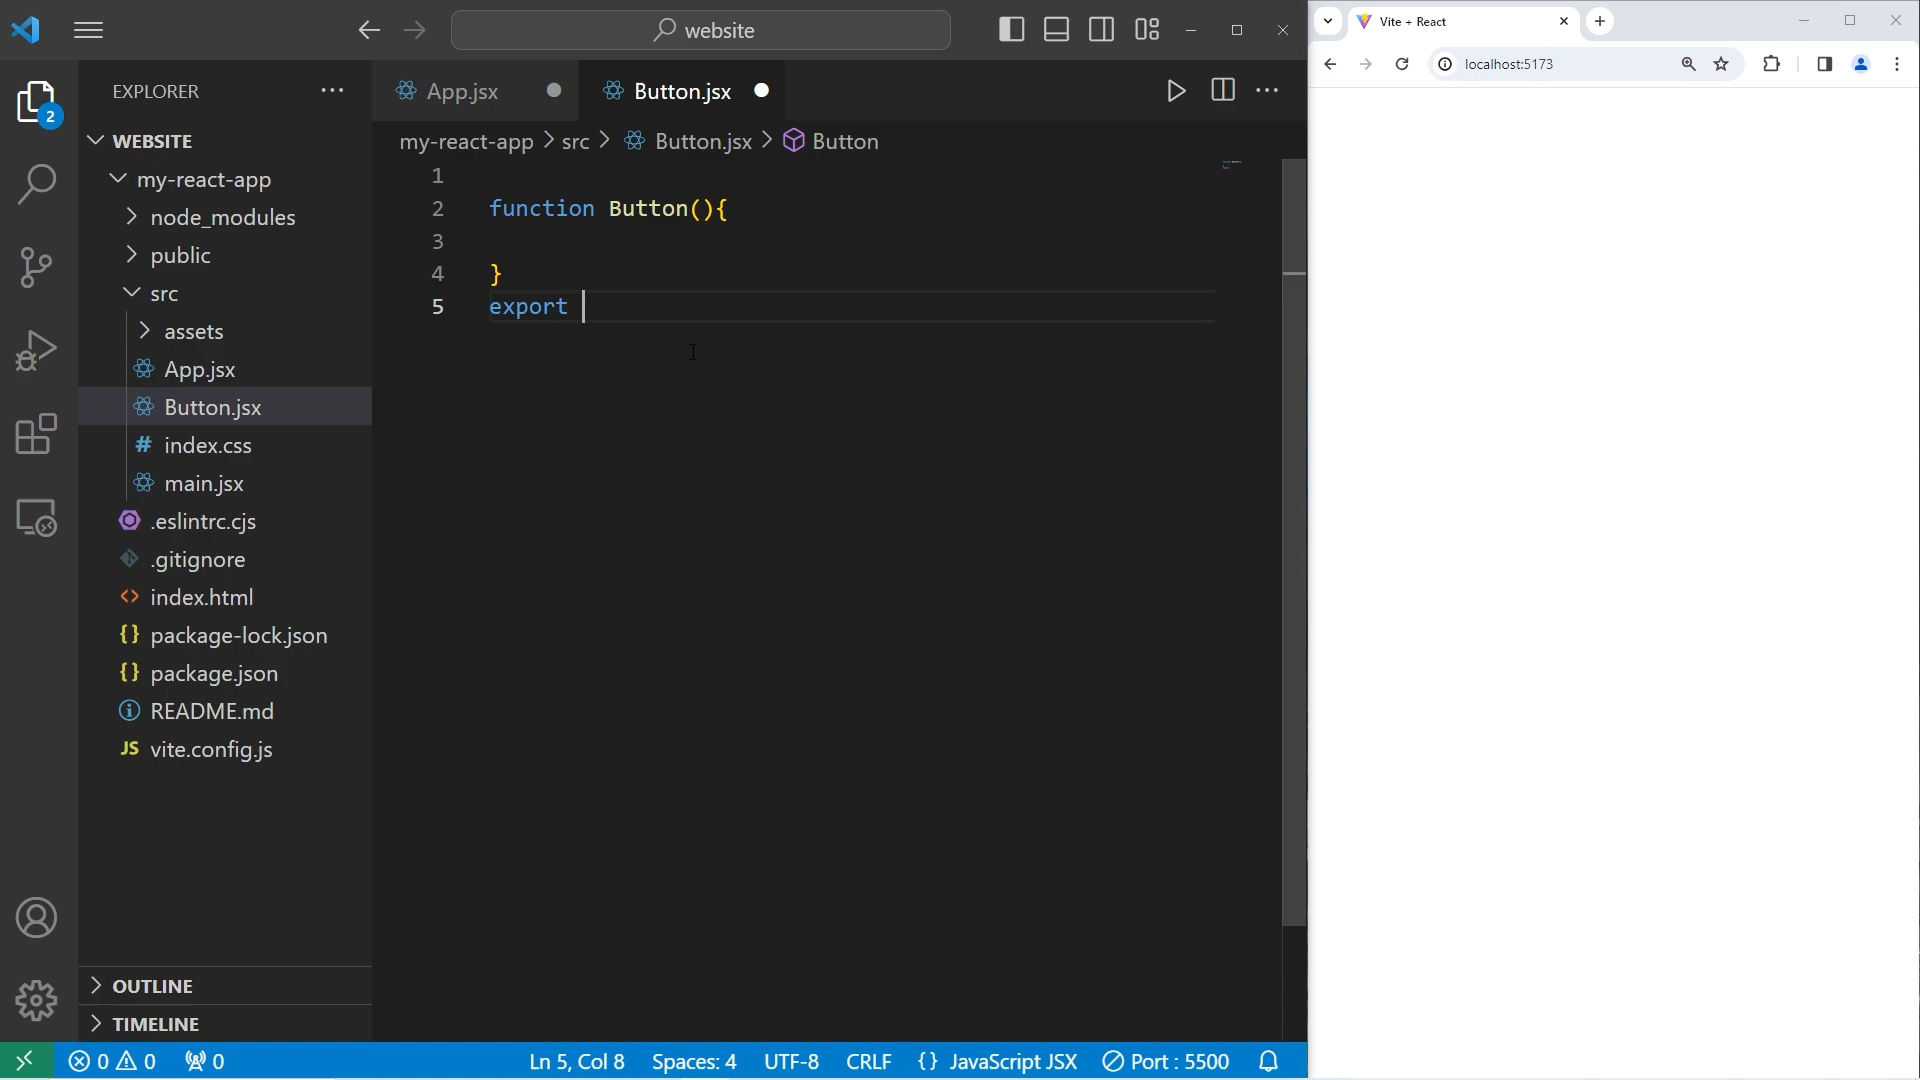 website
Vite + React
localhost:5173
EXPLORER
App.jsx
Button.jsx
2
WEBSITE
my-react-app
node_modules
public
src
assets
App.jsx
Button.jsx
index.css
main.jsx
.eslintrc.cjs
.gitignore
index.html
package-lock.json
package.json
README.md
JS vite.config.js
OUTLINE
TIMELINE
my-react-app > src > Button.jsx > Button
1
2 function Button(){
3
4 }
5 export
0 0 0
Ln 5, Col 8 Spaces: 4 UTF-8 CRLF {} JavaScript JSX Port : 5500